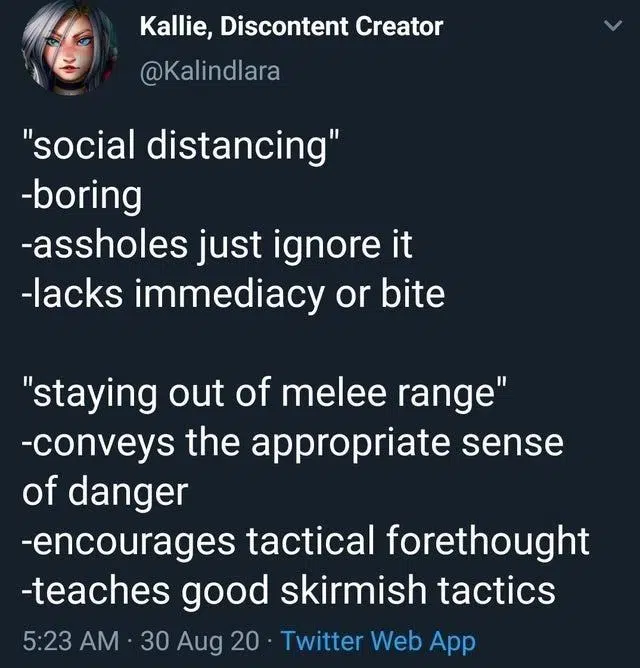 Kallie, Discontent Creator
@Kalindlara
"social distancing"
-boring
-assholes just ignore it
-lacks immediacy or bite
"staying out of melee range"
-conveys the appropriate sense
of danger
-encourages tactical forethought
-teaches good skirmish tactics
5:23 AM · 30 Aug 20 · Twitter Web App